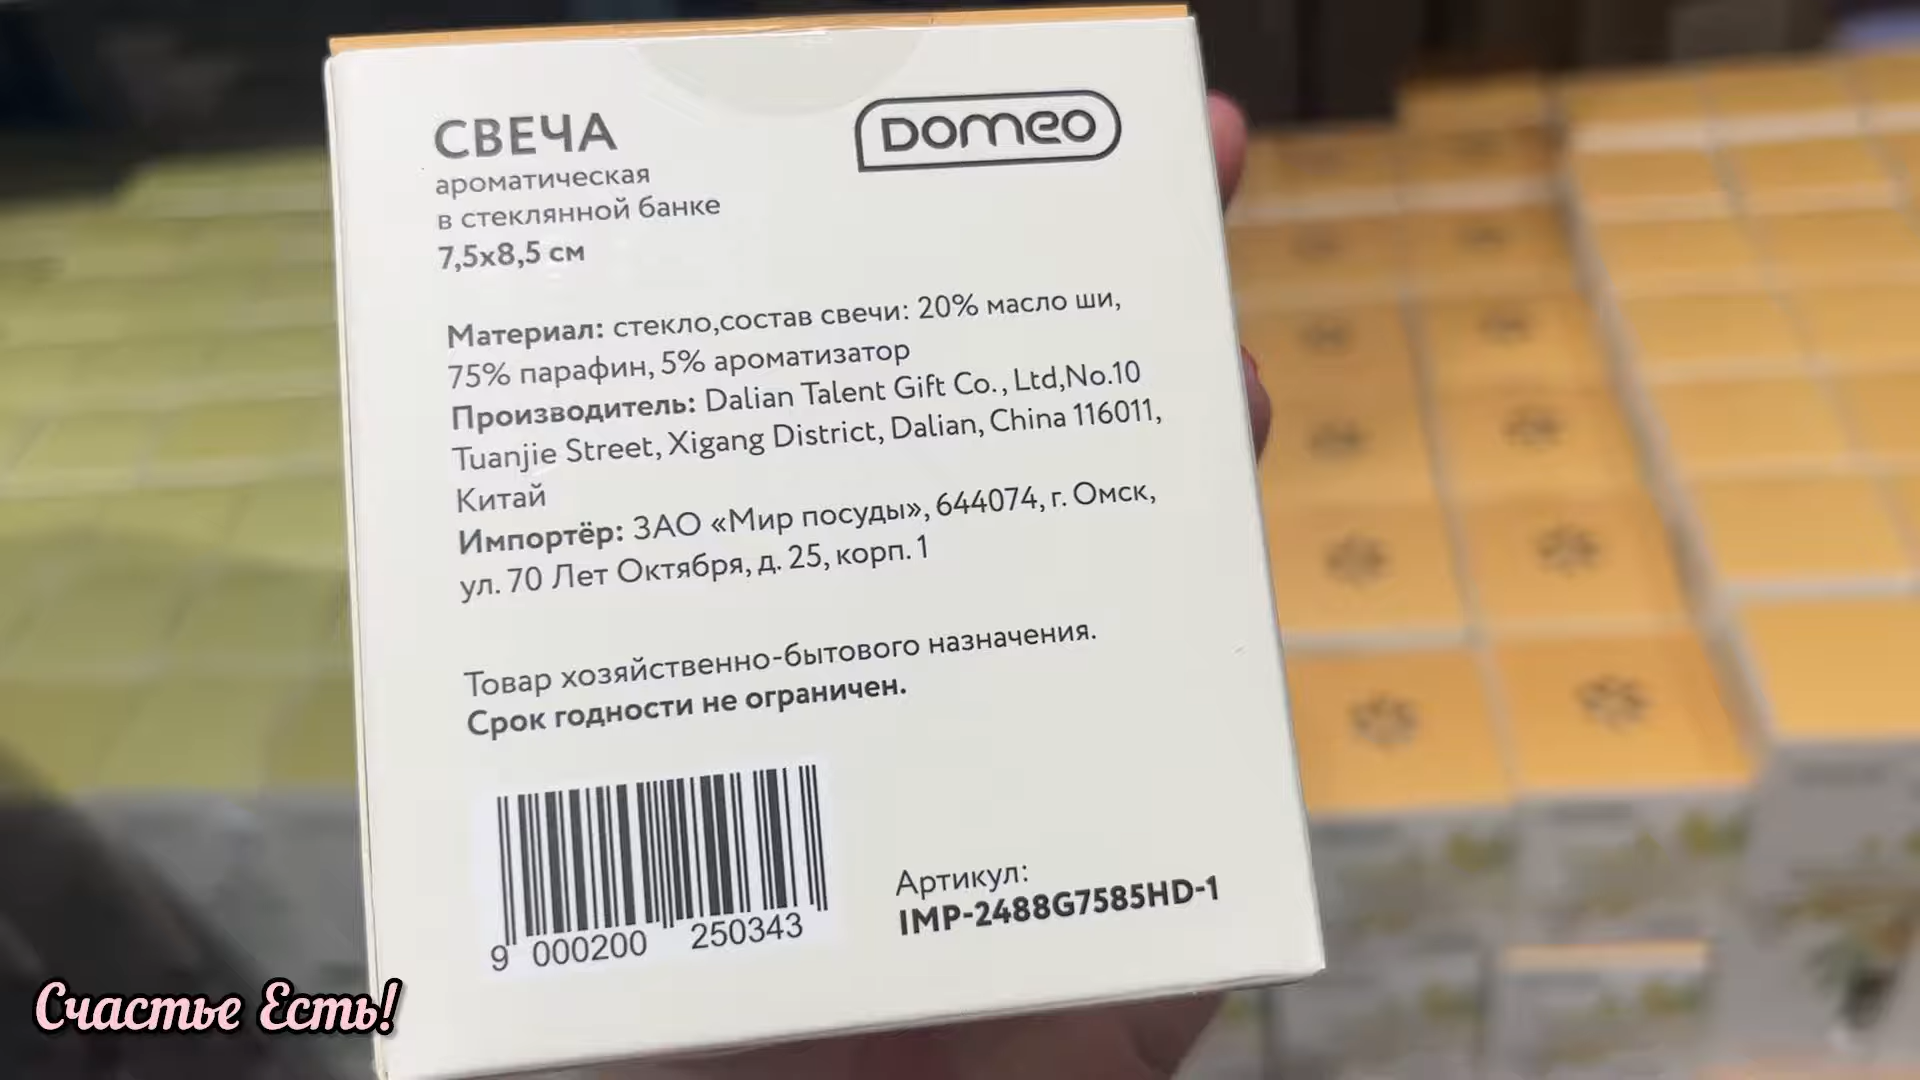 СВЕЧА
ароматическая
в стеклянной банке
7,5х8,5 см
Domeo
Материал: стекло,состав свечи: 20% масло ши,
75% парафин, 5% ароматизатор
Производитель: Dalian Talent Gift Co., Ltd,No.10
Tuanjie Street, Xigang District, Dalian, China 116011,
Китай
Импортёр: ЗАО «Мир посуды», 644074, г. Омск,
ул. 70 Лет Октября, д. 25, корп. 1
Товар хозяйственно-бытового назначения.
Срок годности не ограничен.
9 000200 250343
Артикул:
IMP-2488G7585HD-1
Счастье Есть!